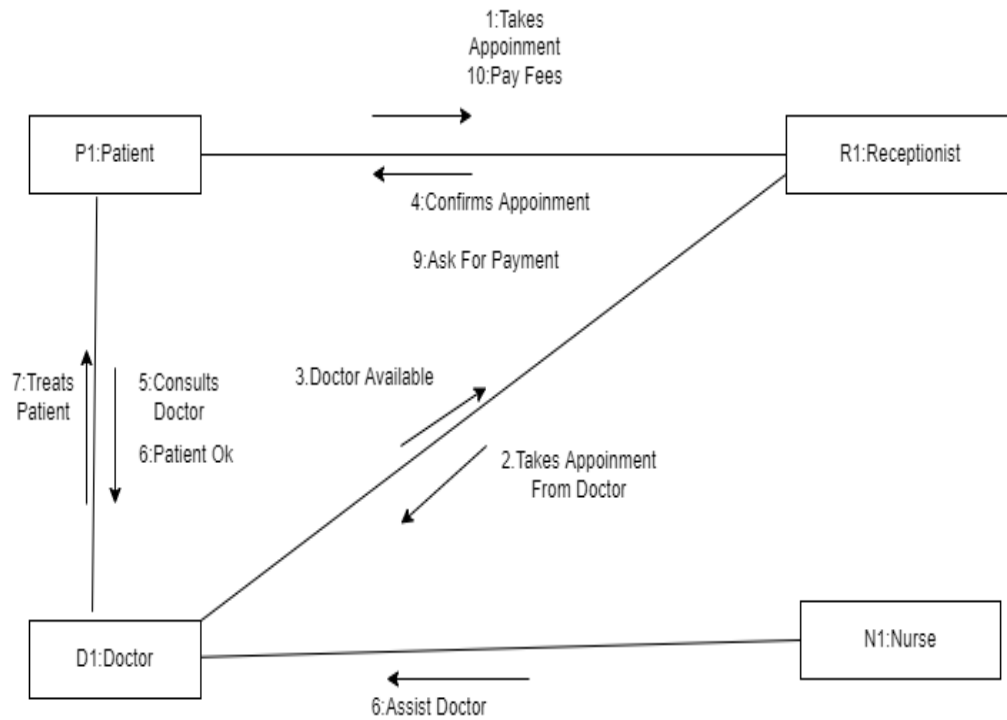 1:Takes
Appoinment
10:Pay Fees
P1:Patient
R1:Receptionist
4:Confirms Appoinment
9:Ask For Payment
7:Treats
Patient
5:Consults
Doctor
6:Patient Ok
3.Doctor Available
2.Takes Appoinment
From Doctor
D1:Doctor
N1:Nurse
6:Assist Doctor